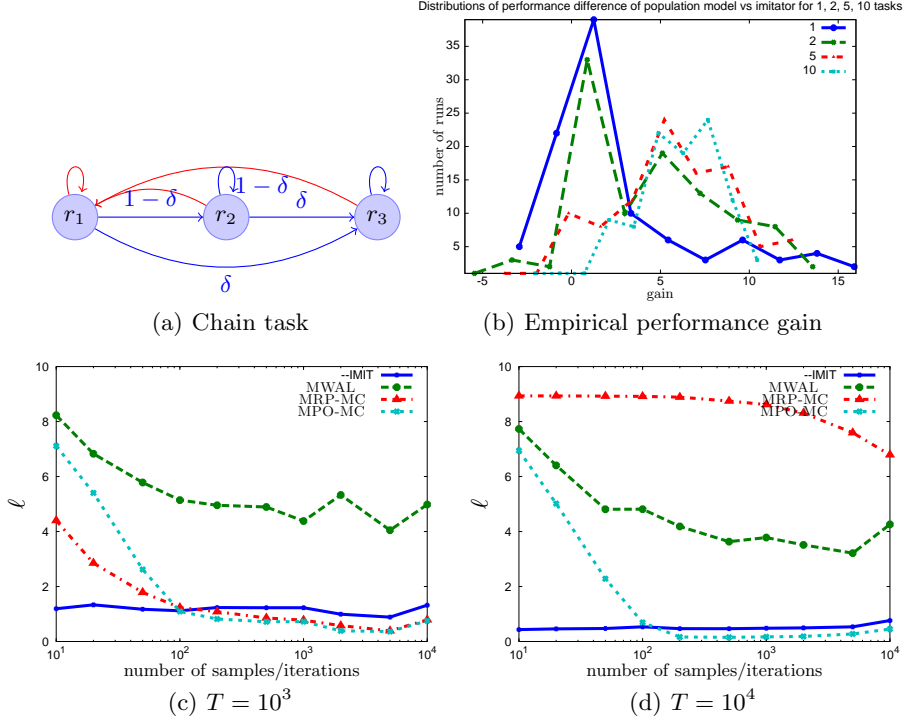 Distributions of performance difference of population model vs imitator for 1, 2, 5, 10 tasks
1
2
5
10
35
30
25
20
15
10
5
number of runs
-5 0 5 10 15
gain
1 − δ
1 − δ
r1 r2 r3
δ
δ
(a) Chain task
(b) Empirical performance gain
--IMIT
MWAL
MRP-MC
MPO-MC
10
8
6
4
2
0
ℓ
10^1 10^2 10^3 10^4
number of samples/iterations
(c) T = 10^3
--IMIT
MWAL
MRP-MC
MPO-MC
10
8
6
4
2
0
ℓ
10^1 10^2 10^3 10^4
number of samples/iterations
(d) T = 10^4